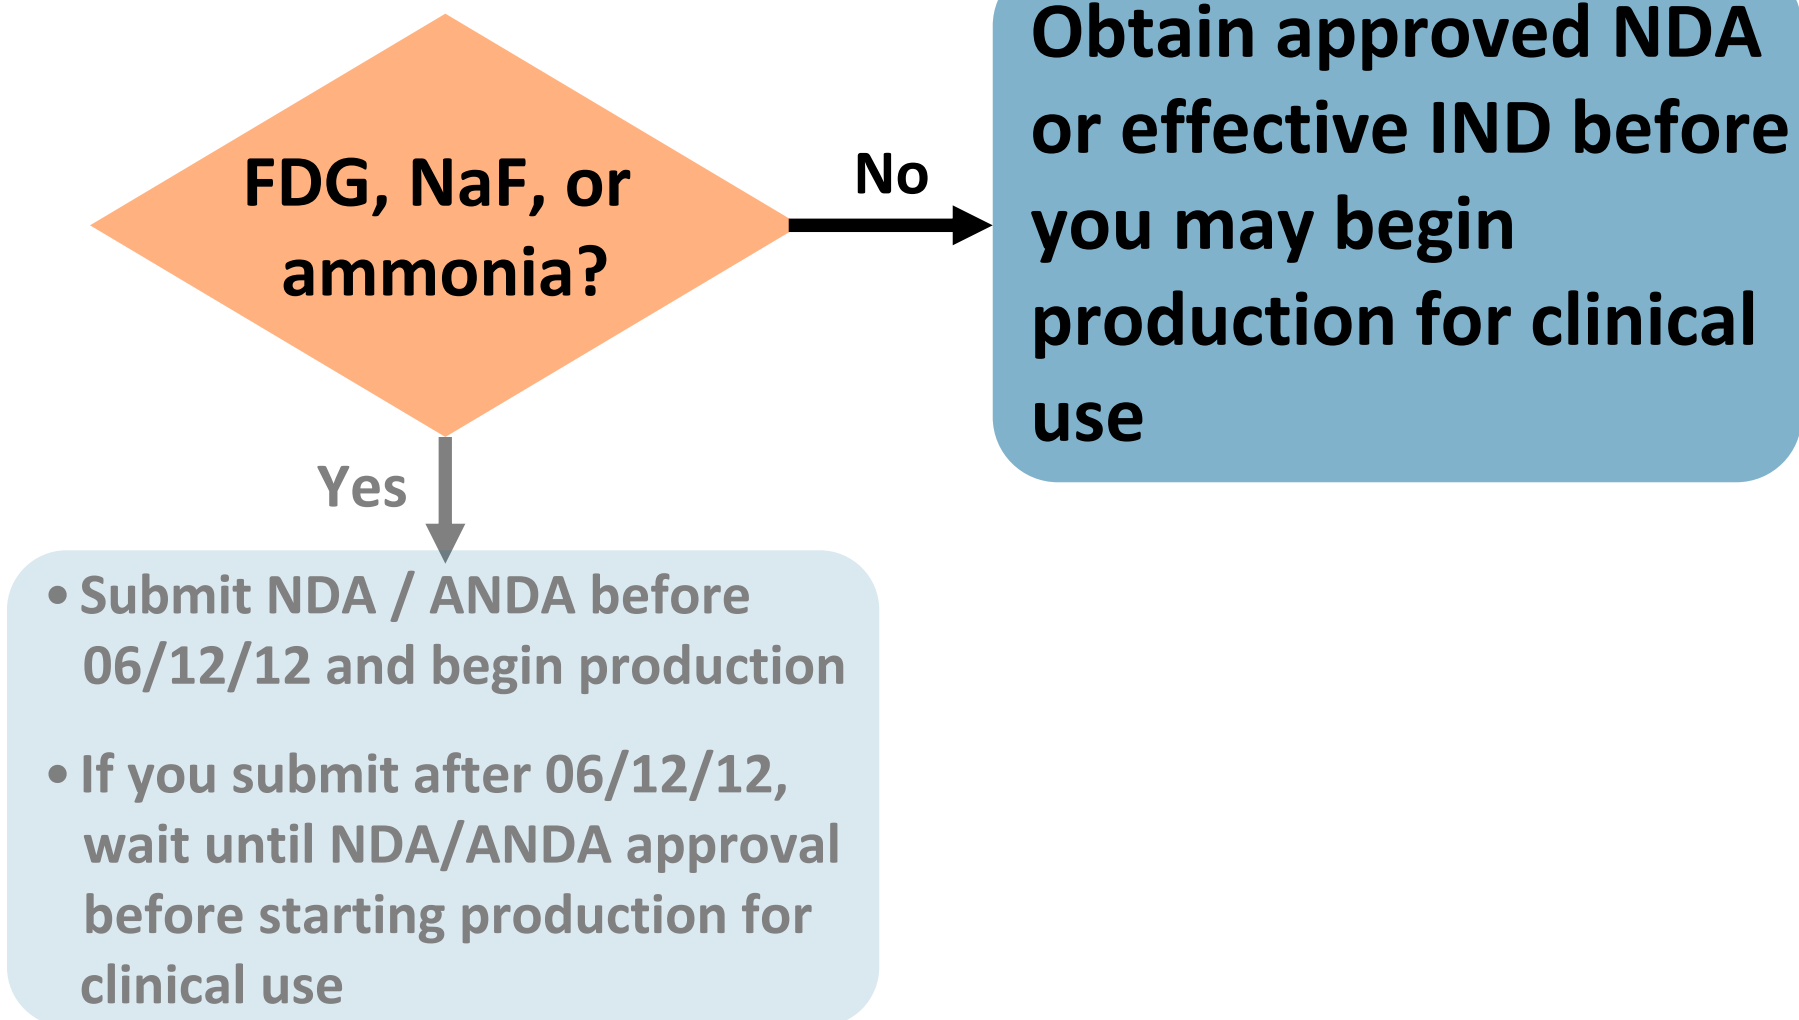 FDG, NaF, or
ammonia?
No
Obtain approved NDA
or effective IND before
you may begin
production for clinical
use
Yes
• Submit NDA / ANDA before
06/12/12 and begin production
• If you submit after 06/12/12,
wait until NDA/ANDA approval
before starting production for
clinical use